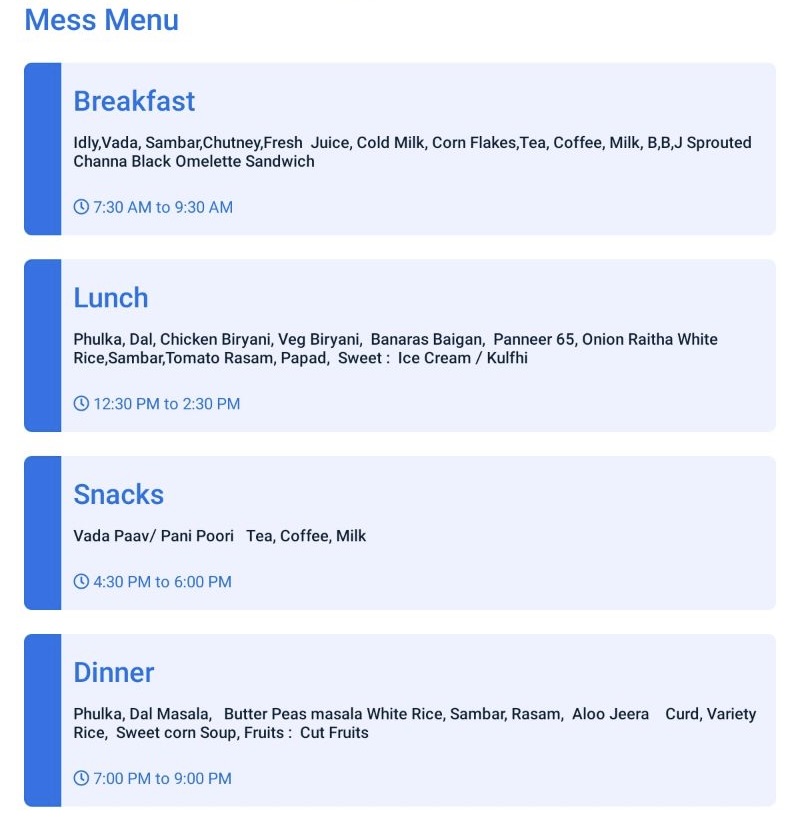 Mess Menu
Breakfast
Idly,Vada, Sambar,Chutney,Fresh  Juice, Cold Milk, Corn Flakes,Tea, Coffee, Milk, B,B,J Sprouted
Channa Black Omelette Sandwich
7:30 AM to 9:30 AM
Lunch
Phulka, Dal, Chicken Biryani, Veg Biryani,  Banaras Baigan,  Panneer 65, Onion Raitha White
Rice,Sambar,Tomato Rasam, Papad,  Sweet :  Ice Cream / Kulfhi
12:30 PM to 2:30 PM
Snacks
Vada Paav/ Pani Poori   Tea, Coffee, Milk
4:30 PM to 6:00 PM
Dinner
Phulka, Dal Masala,   Butter Peas masala White Rice, Sambar, Rasam,  Aloo Jeera    Curd, Variety
Rice,  Sweet corn Soup, Fruits :  Cut Fruits
7:00 PM to 9:00 PM